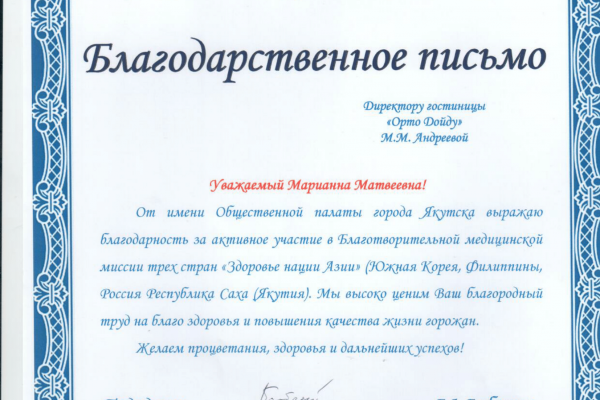 Благодарственное письмо
Директору гостиницы
«Орто Дойду»
М.М. Андреевой
Уважаемый Марианна Матвеевна!
От имени Общественной палаты города Якутска выражаю
благодарность за активное участие в Благотворительной медицинской
миссии трех стран «Здоровье нации Азии» (Южная Корея, Филиппины,
Россия Республика Саха (Якутия). Мы высоко ценим Ваш благородный
труд на благо здоровья и повышения качества жизни горожан.
Желаем процветания, здоровья и дальнейших успехов!